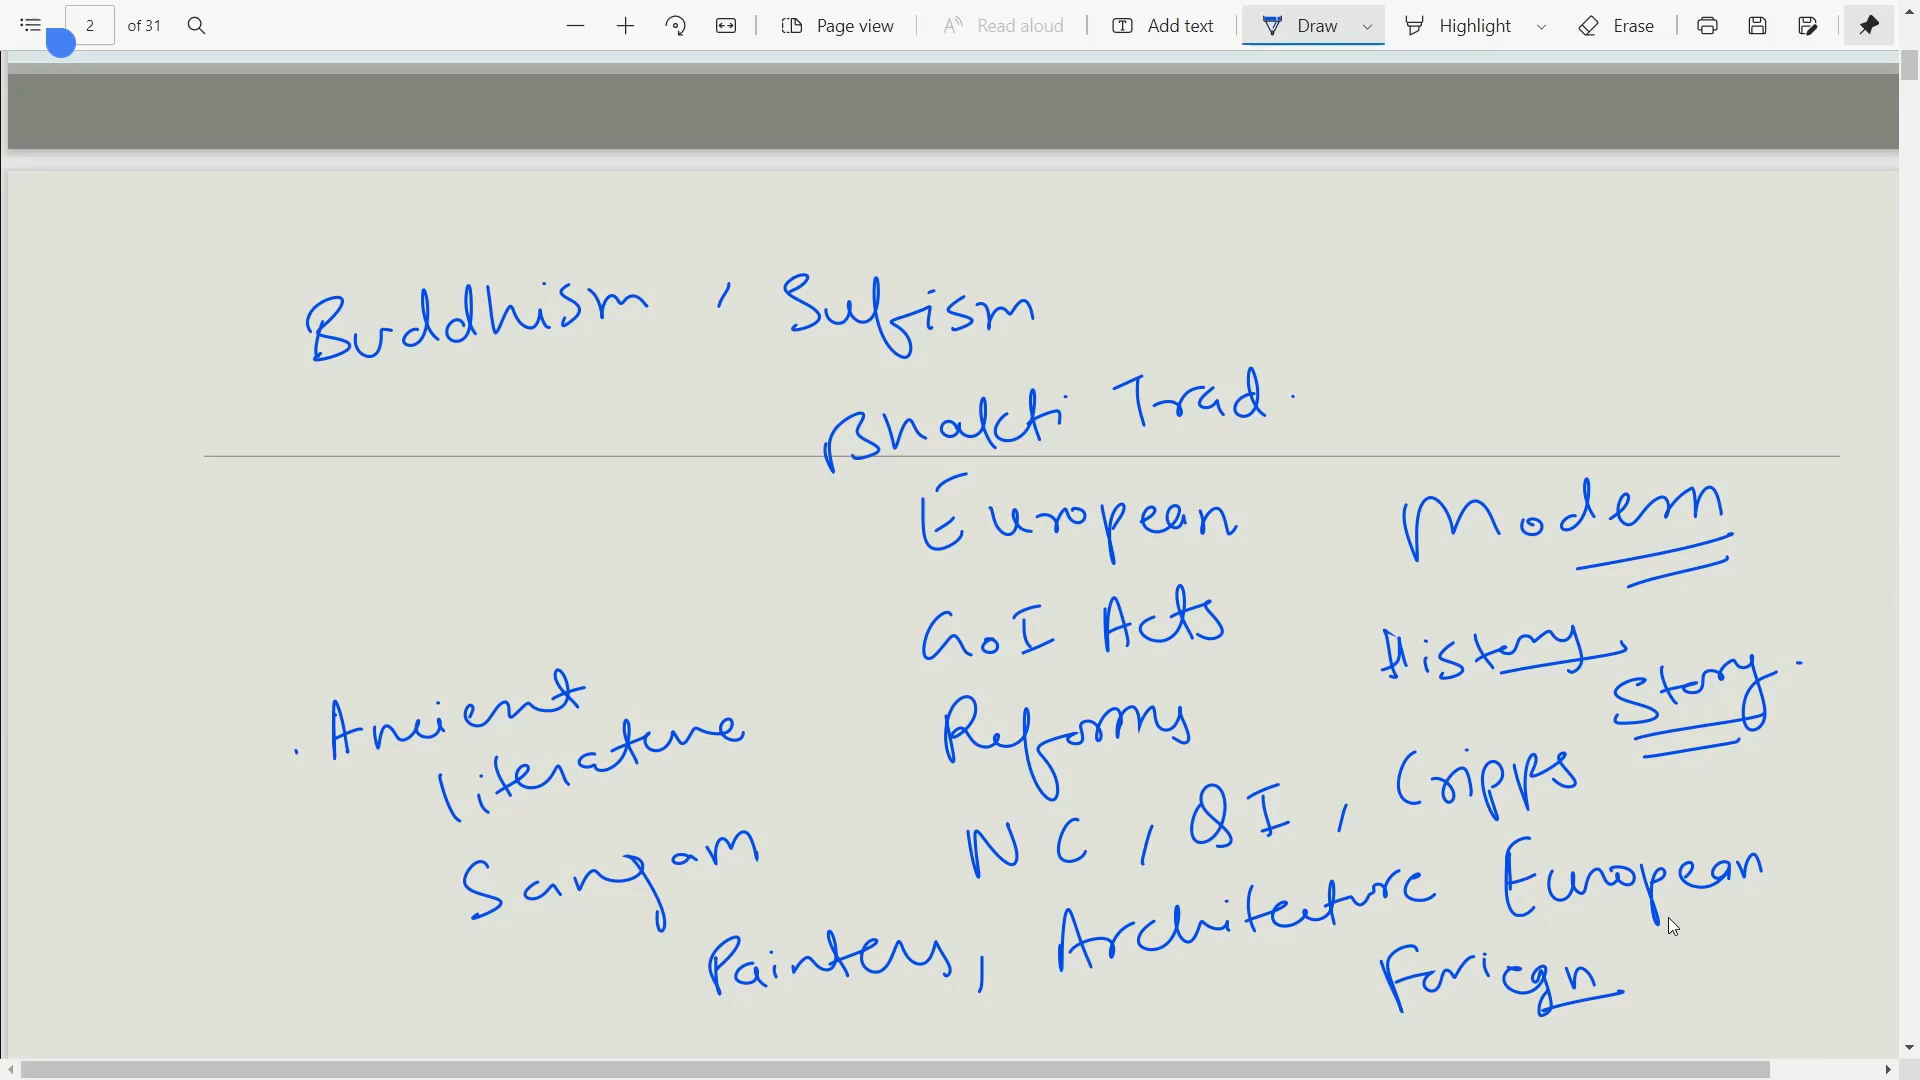 2 of 31 Page view Read aloud Add text Draw Highlight Erase
Buddhism , Sufism
Bhakti Trad.
European
Modern
GoI Acts
History
Story.
. Ancient
literature
Reforms
NC, QI, Cripps
Sangam
Painters, Architecture European
Foriegn